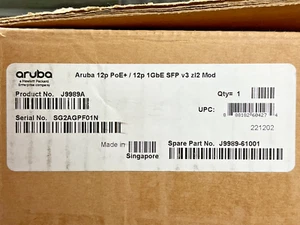 aruba
a Hewlett Packard
Enterprise company
Aruba 12p PoE+ / 12p 1GbE SFP v3 zl2 Mod
Product No. J9989A
Qty= 1
UPC:
Serial No. SG2AGPF01N
221202
Made in
Singapore
Spare Part No. J9989-61001